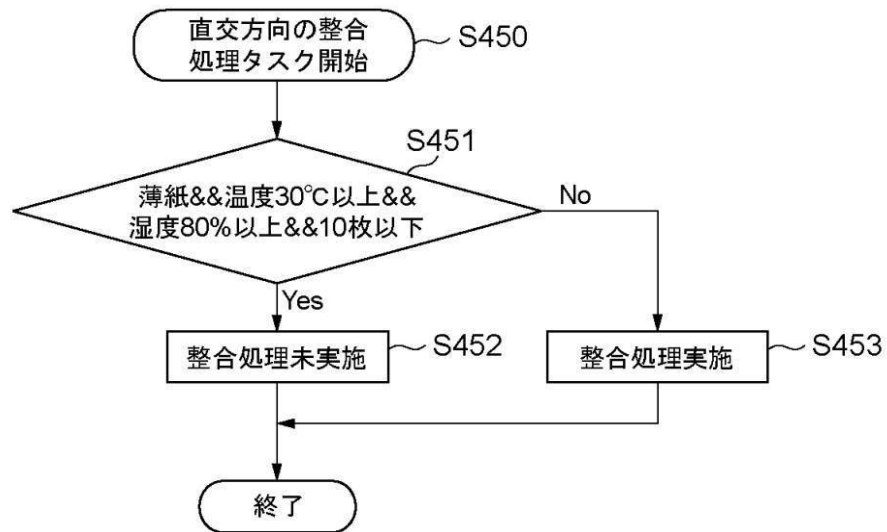 直交方向の整合
処理タスク開始
S450
S451
薄紙&&温度30℃以上&&
湿度80%以上&&10枚以下
No
Yes
整合処理未実施
S452
整合処理実施
S453
終了